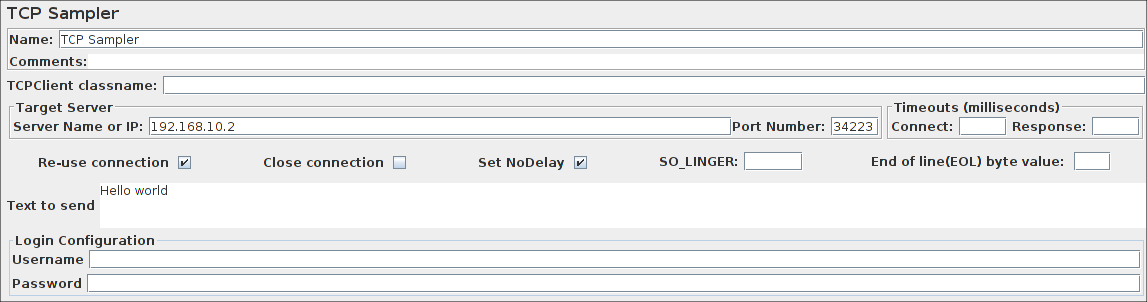 TCP Sampler
Name: TCP Sampler
Comments:
TCPClient classname:
Target Server Timeouts (milliseconds)
Server Name or IP: 192.168.10.2 Port Number: 34223 Connect: Response:
Re-use connection Close connection Set NoDelay SO_LINGER: End of line(EOL) byte value:
Hello world
Text to send
Login Configuration
Username
Password